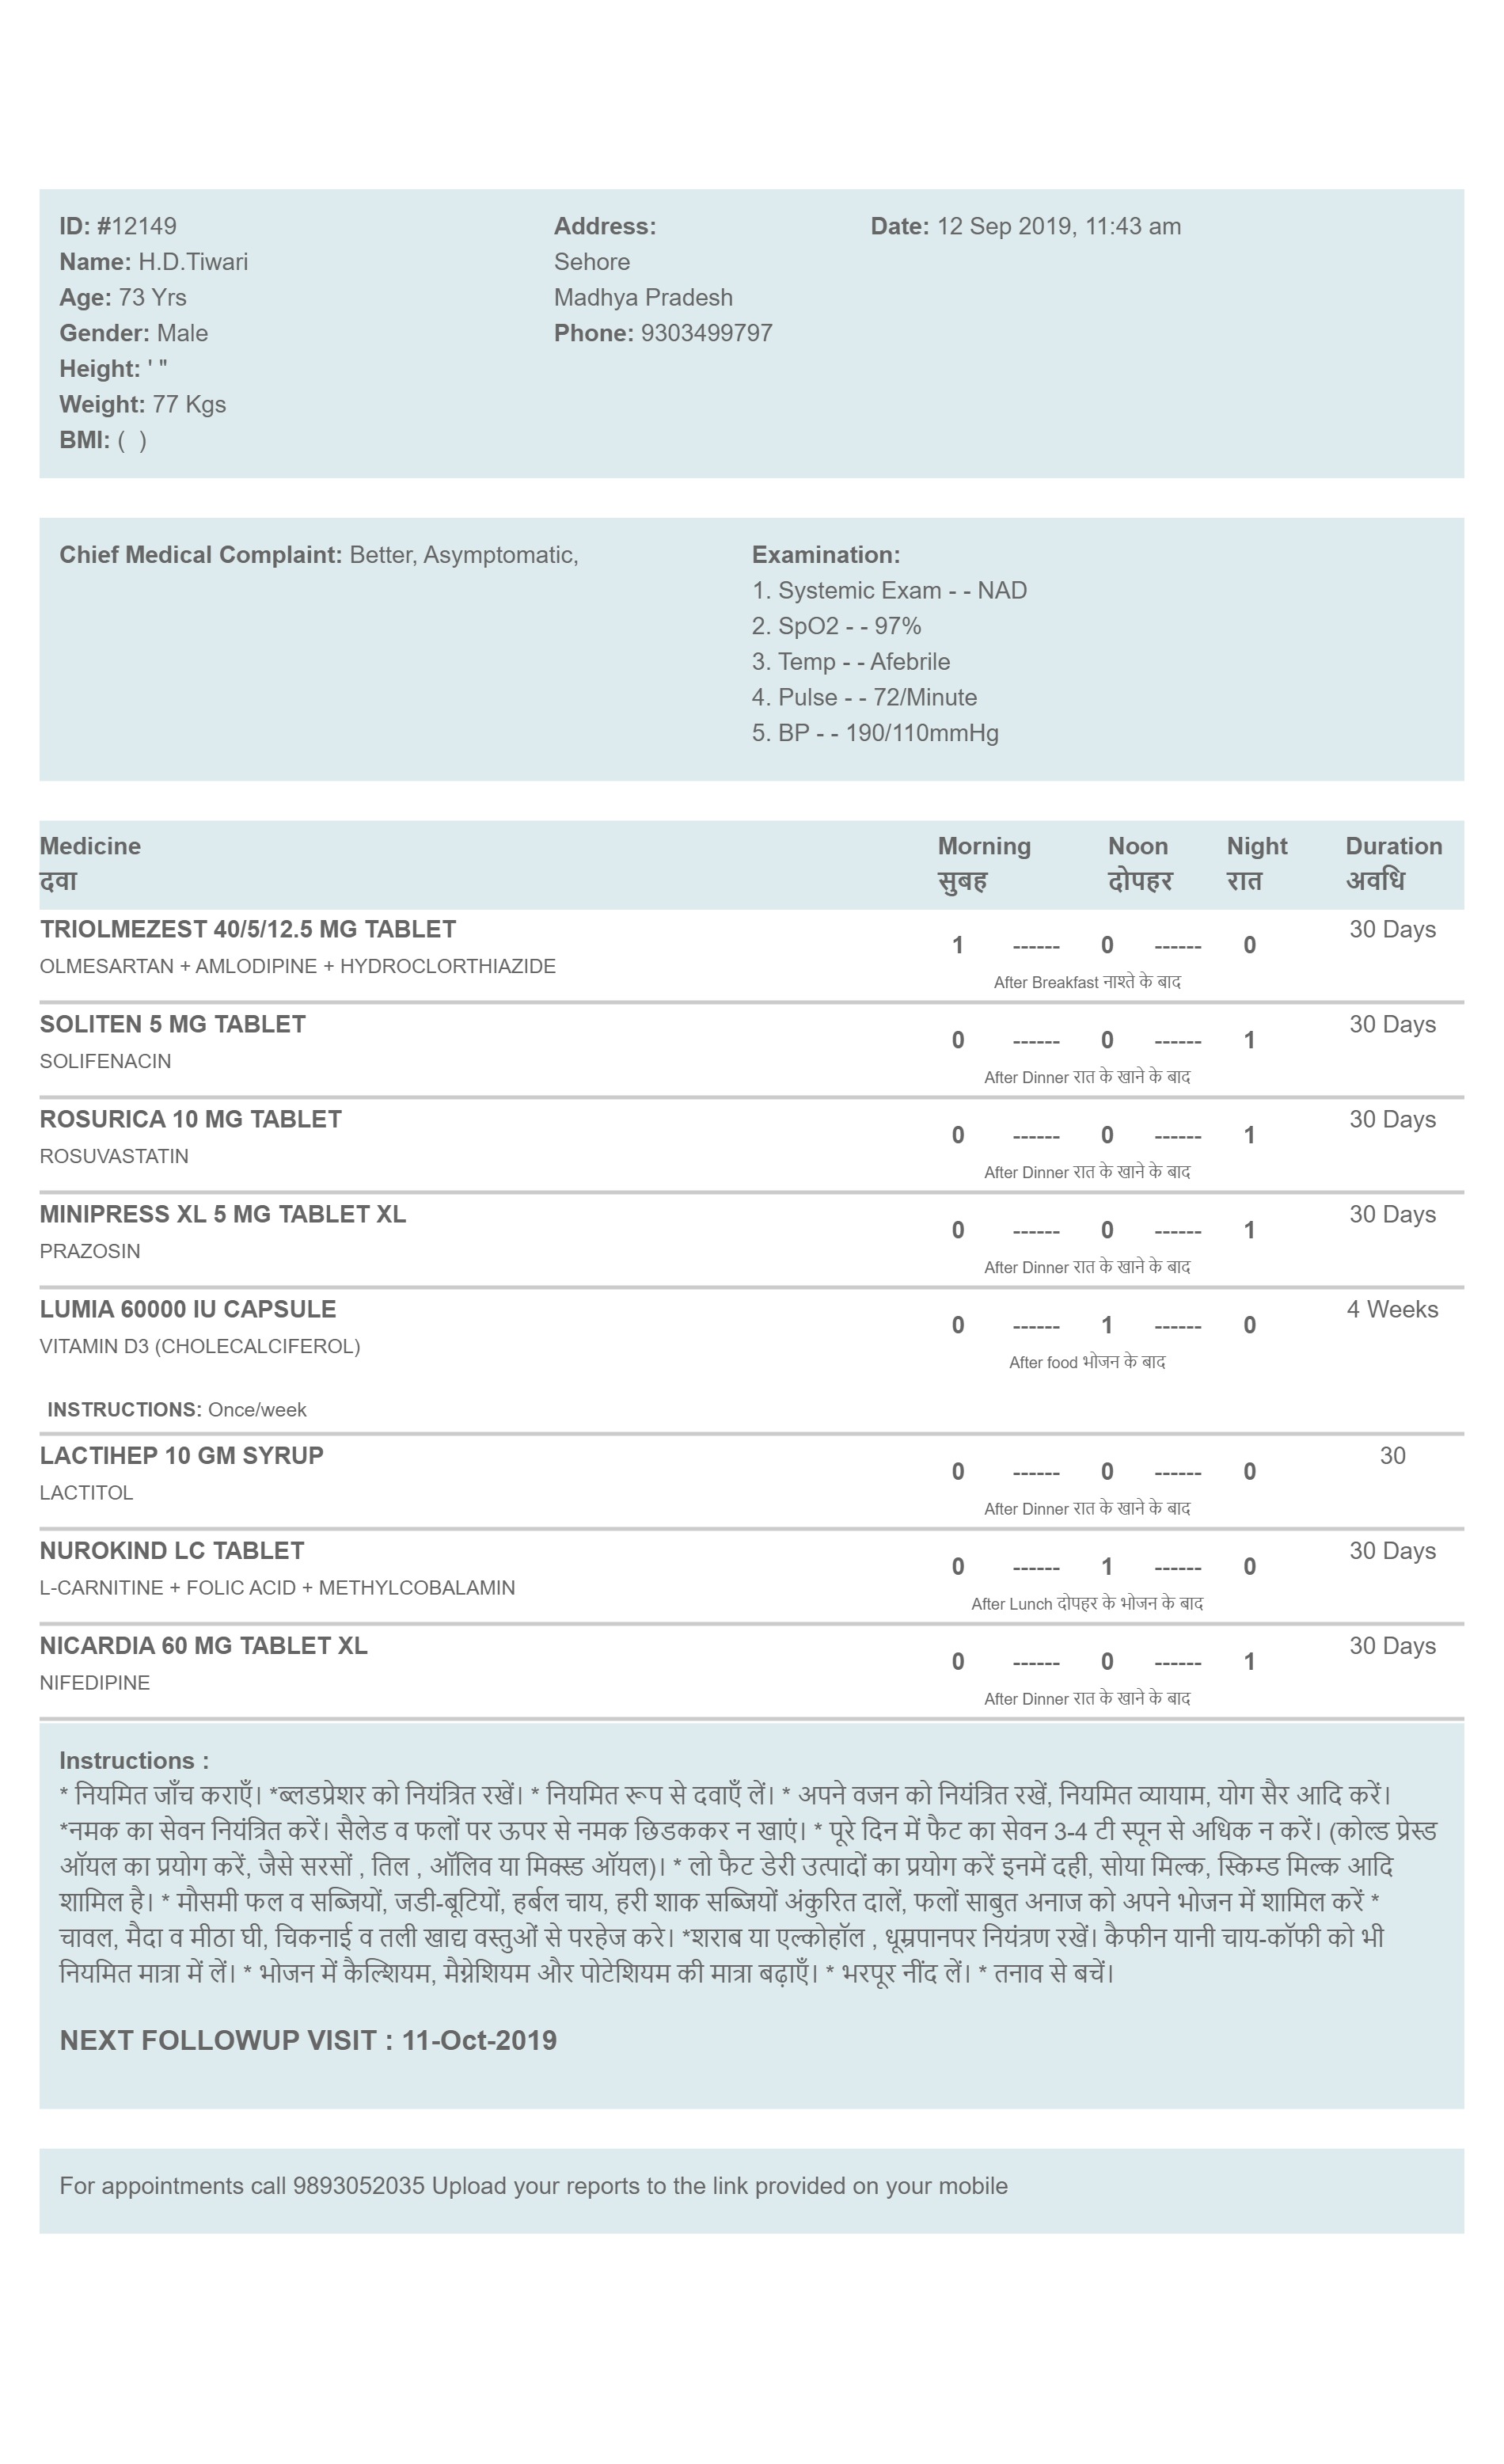 ID: #12149 Address: Date: 12 Sep 2019, 11:43 am
Name: H.D.Tiwari Sehore
Age: 73 Yrs Madhya Pradesh
Gender: Male Phone: 9303499797
Height: ' "
Weight: 77 Kgs
BMI: ( )
Chief Medical Complaint: Better, Asymptomatic, Examination:
1. Systemic Exam - - NAD
2. SpO2 - - 97%
3. Temp - - Afebrile
4. Pulse - - 72/Minute
5. BP - - 190/110mmHg
Medicine Morning Noon Night Duration
दवा सुबह दोपहर रात अवधि
TRIOLMEZEST 40/5/12.5 MG TABLET 30 Days
1 ------ 0 ------ 0
OLMESARTAN + AMLODIPINE + HYDROCLORTHIAZIDE
After Breakfast नाश्ते के बाद
SOLITEN 5 MG TABLET 30 Days
0 ------ 0 ------ 1
SOLIFENACIN
After Dinner रात के खाने के बाद
ROSURICA 10 MG TABLET 30 Days
0 ------ 0 ------ 1
ROSUVASTATIN
After Dinner रात के खाने के बाद
MINIPRESS XL 5 MG TABLET XL 30 Days
0 ------ 0 ------ 1
PRAZOSIN
After Dinner रात के खाने के बाद
LUMIA 60000 IU CAPSULE 4 Weeks
0 ------ 1 ------ 0
VITAMIN D3 (CHOLECALCIFEROL)
After food भोजन के बाद
INSTRUCTIONS: Once/week
LACTIHEP 10 GM SYRUP 30
0 ------ 0 ------ 0
LACTITOL
After Dinner रात के खाने के बाद
NUROKIND LC TABLET 30 Days
0 ------ 1 ------ 0
L-CARNITINE + FOLIC ACID + METHYLCOBALAMIN
After Lunch दोपहर के भोजन के बाद
NICARDIA 60 MG TABLET XL 30 Days
0 ------ 0 ------ 1
NIFEDIPINE
After Dinner रात के खाने के बाद
Instructions :
* नियमित जाँच कराएँ। *ब्लडप्रेशर को नियंत्रित रखें। * नियमित रूप से दवाएँ लें। * अपने वजन को नियंत्रित रखें, नियमित व्यायाम, योग सैर आदि करें।
*नमक का सेवन नियंत्रित करें। सैलेड व फलों पर ऊपर से नमक छिडककर न खाएं। * पूरे दिन में फैट का सेवन 3-4 टी स्पून से अधिक न करें। (कोल्ड प्रेस्ड
ऑयल का प्रयोग करें, जैसे सरसों , तिल , ऑलिव या मिक्स्ड ऑयल)। * लो फैट डेरी उत्पादों का प्रयोग करें इनमें दही, सोया मिल्क, स्किम्ड मिल्क आदि
शामिल है। * मौसमी फल व सब्जियों, जडी-बूटियों, हर्बल चाय, हरी शाक सब्जियों अंकुरित दालें, फलों साबुत अनाज को अपने भोजन में शामिल करें *
चावल, मैदा व मीठा घी, चिकनाई व तली खाद्य वस्तुओं से परहेज करे। *शराब या एल्कोहॉल , धूम्रपानपर नियंत्रण रखें। कैफीन यानी चाय-कॉफी को भी
नियमित मात्रा में लें। * भोजन में कैल्शियम, मैग्नेशियम और पोटेशियम की मात्रा बढ़ाएँ। * भरपूर नींद लें। * तनाव से बचें।
NEXT FOLLOWUP VISIT : 11-Oct-2019
For appointments call 9893052035 Upload your reports to the link provided on your mobile